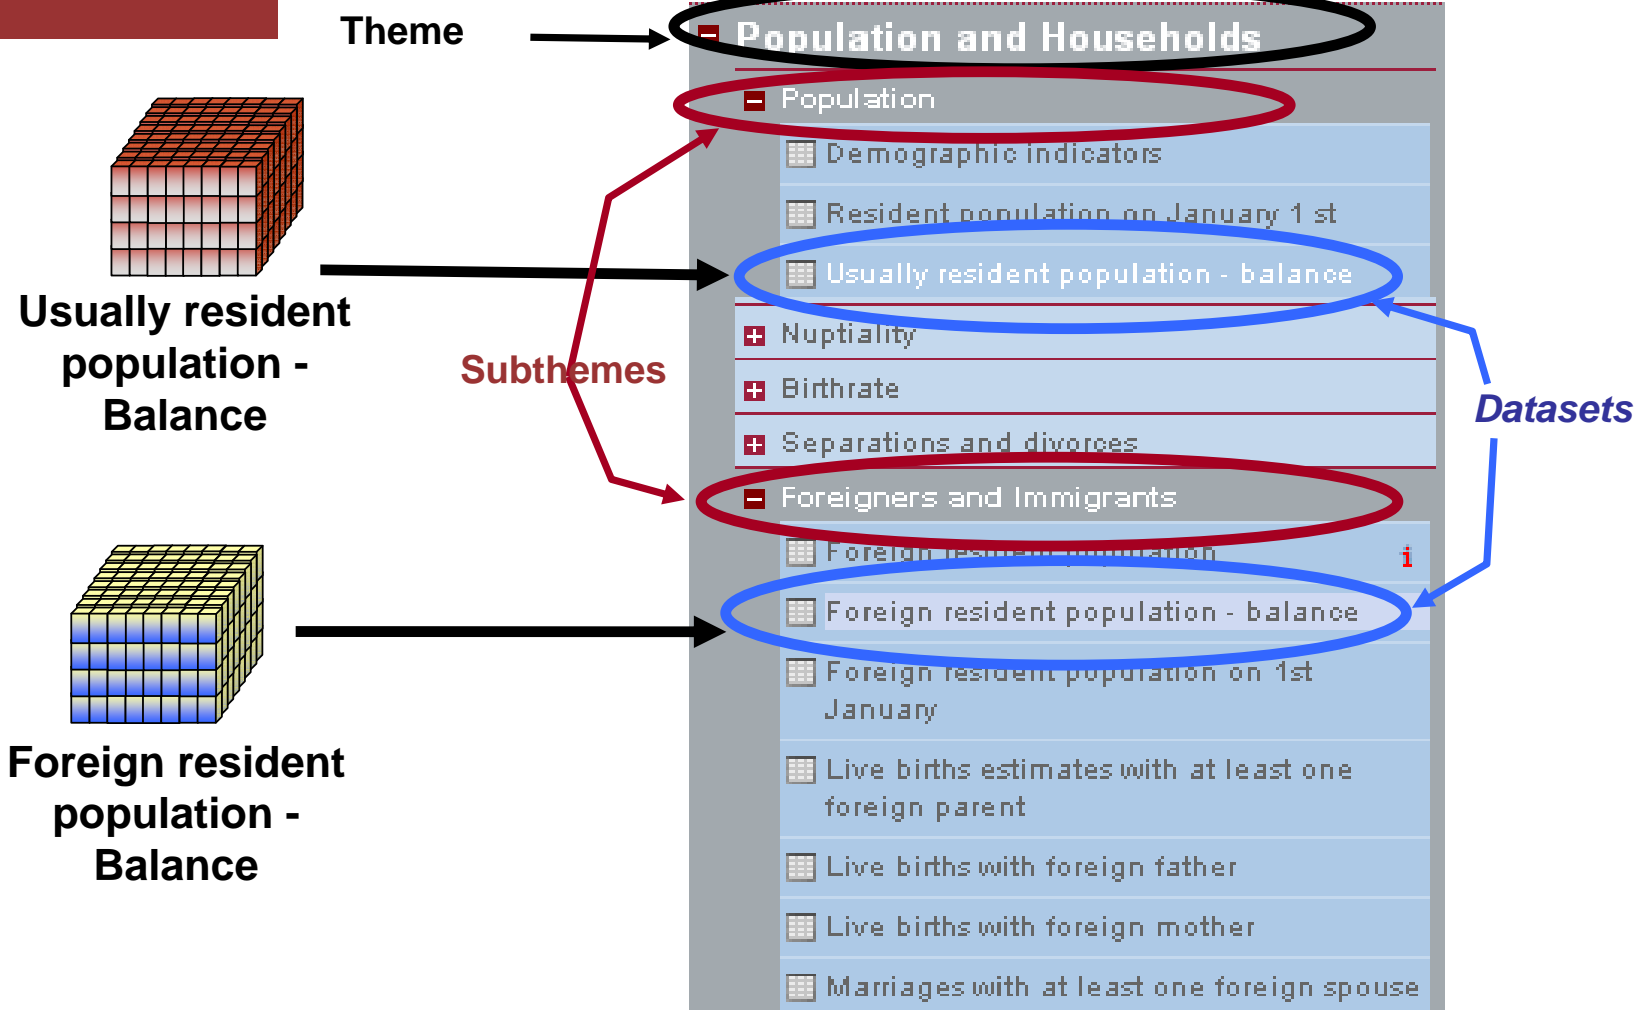 Theme
Population and Households
Population
Demographic indicators
Resident population on January 1 st
Usually resident population - balance
Usually resident
population -
Balance
Nuptiality
Subthemes
Birthrate
Datasets
Separations and divorces
Foreigners and Immigrants
Foreign resident population
i
Foreign resident population - balance
Foreign resident population on 1st
January
Foreign resident
population -
Balance
Live births estimates with at least one
foreign parent
Live births with foreign father
Live births with foreign mother
Marriages with at least one foreign spouse